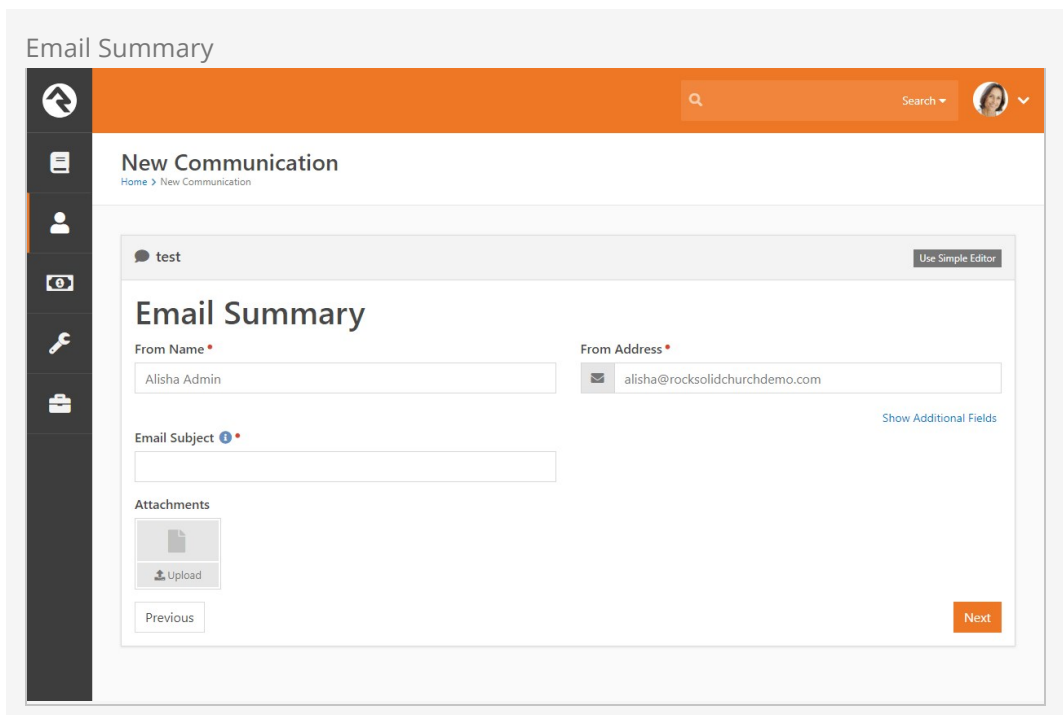 Email Summary
Search
New Communication
Home > New Communication
test
Use Simple Editor
Email Summary
From Name
From Address
Alisha Admin
alisha@rocksolidchurchdemo.com
Show Additional Fields
Email Subject
Attachments
Upload
Previous
Next